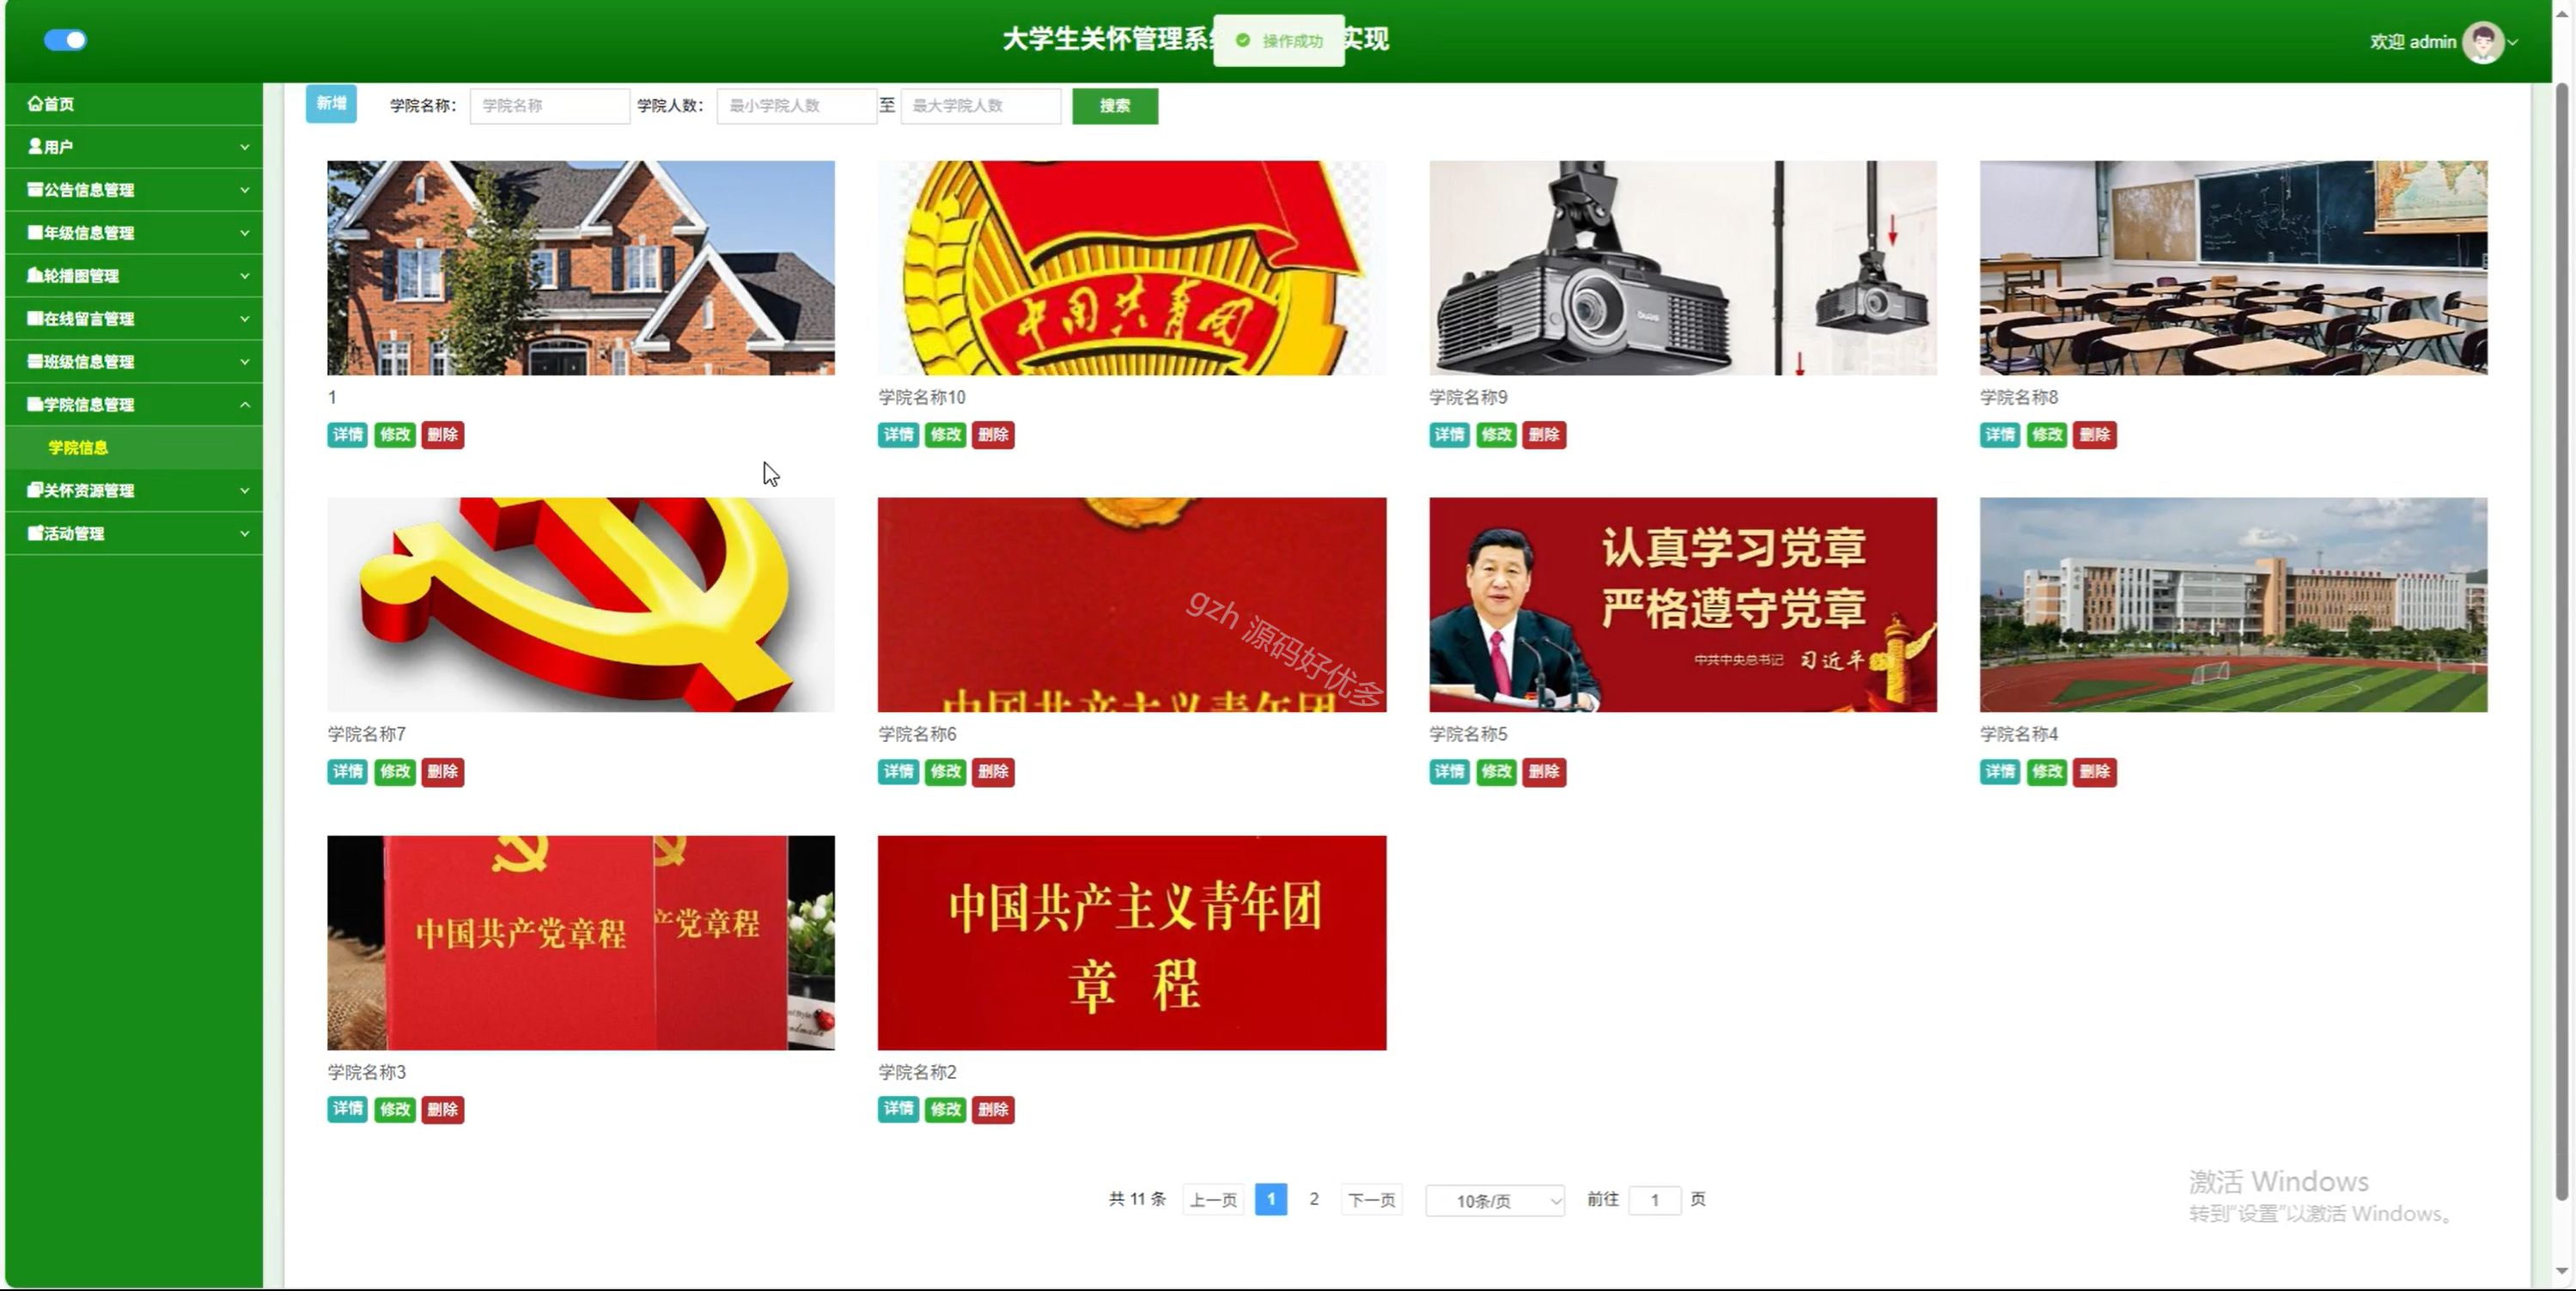 大学生关怀管理系
操作成功
实现
欢迎 admin
首页
用户
公告信息管理
年级信息管理
轮播图管理
在线留言管理
班级信息管理
学院信息管理
学院信息
关怀资源管理
活动管理
新增
学院名称：
学院名称
学院人数：
最小学院人数
至
最大学院人数
搜索
中国共青团
1
学院名称10
学院名称9
学院名称8
详情 修改 删除
详情 修改 删除
详情 修改 删除
详情 修改 删除
gzh 源码好优多
中国共产主义青年团
认真学习党章
严格遵守党章
中共中央总书记 习近平
学院名称7
学院名称6
学院名称5
学院名称4
详情 修改 删除
详情 修改 删除
详情 修改 删除
详情 修改 删除
中国共产党章程
产党章程
中国共产主义青年团
章 程
学院名称3
学院名称2
详情 修改 删除
详情 修改 删除
共 11 条 上一页 1 2 下一页 10条/页 前往 1 页
激活 Windows
转到"设置"以激活 Windows。